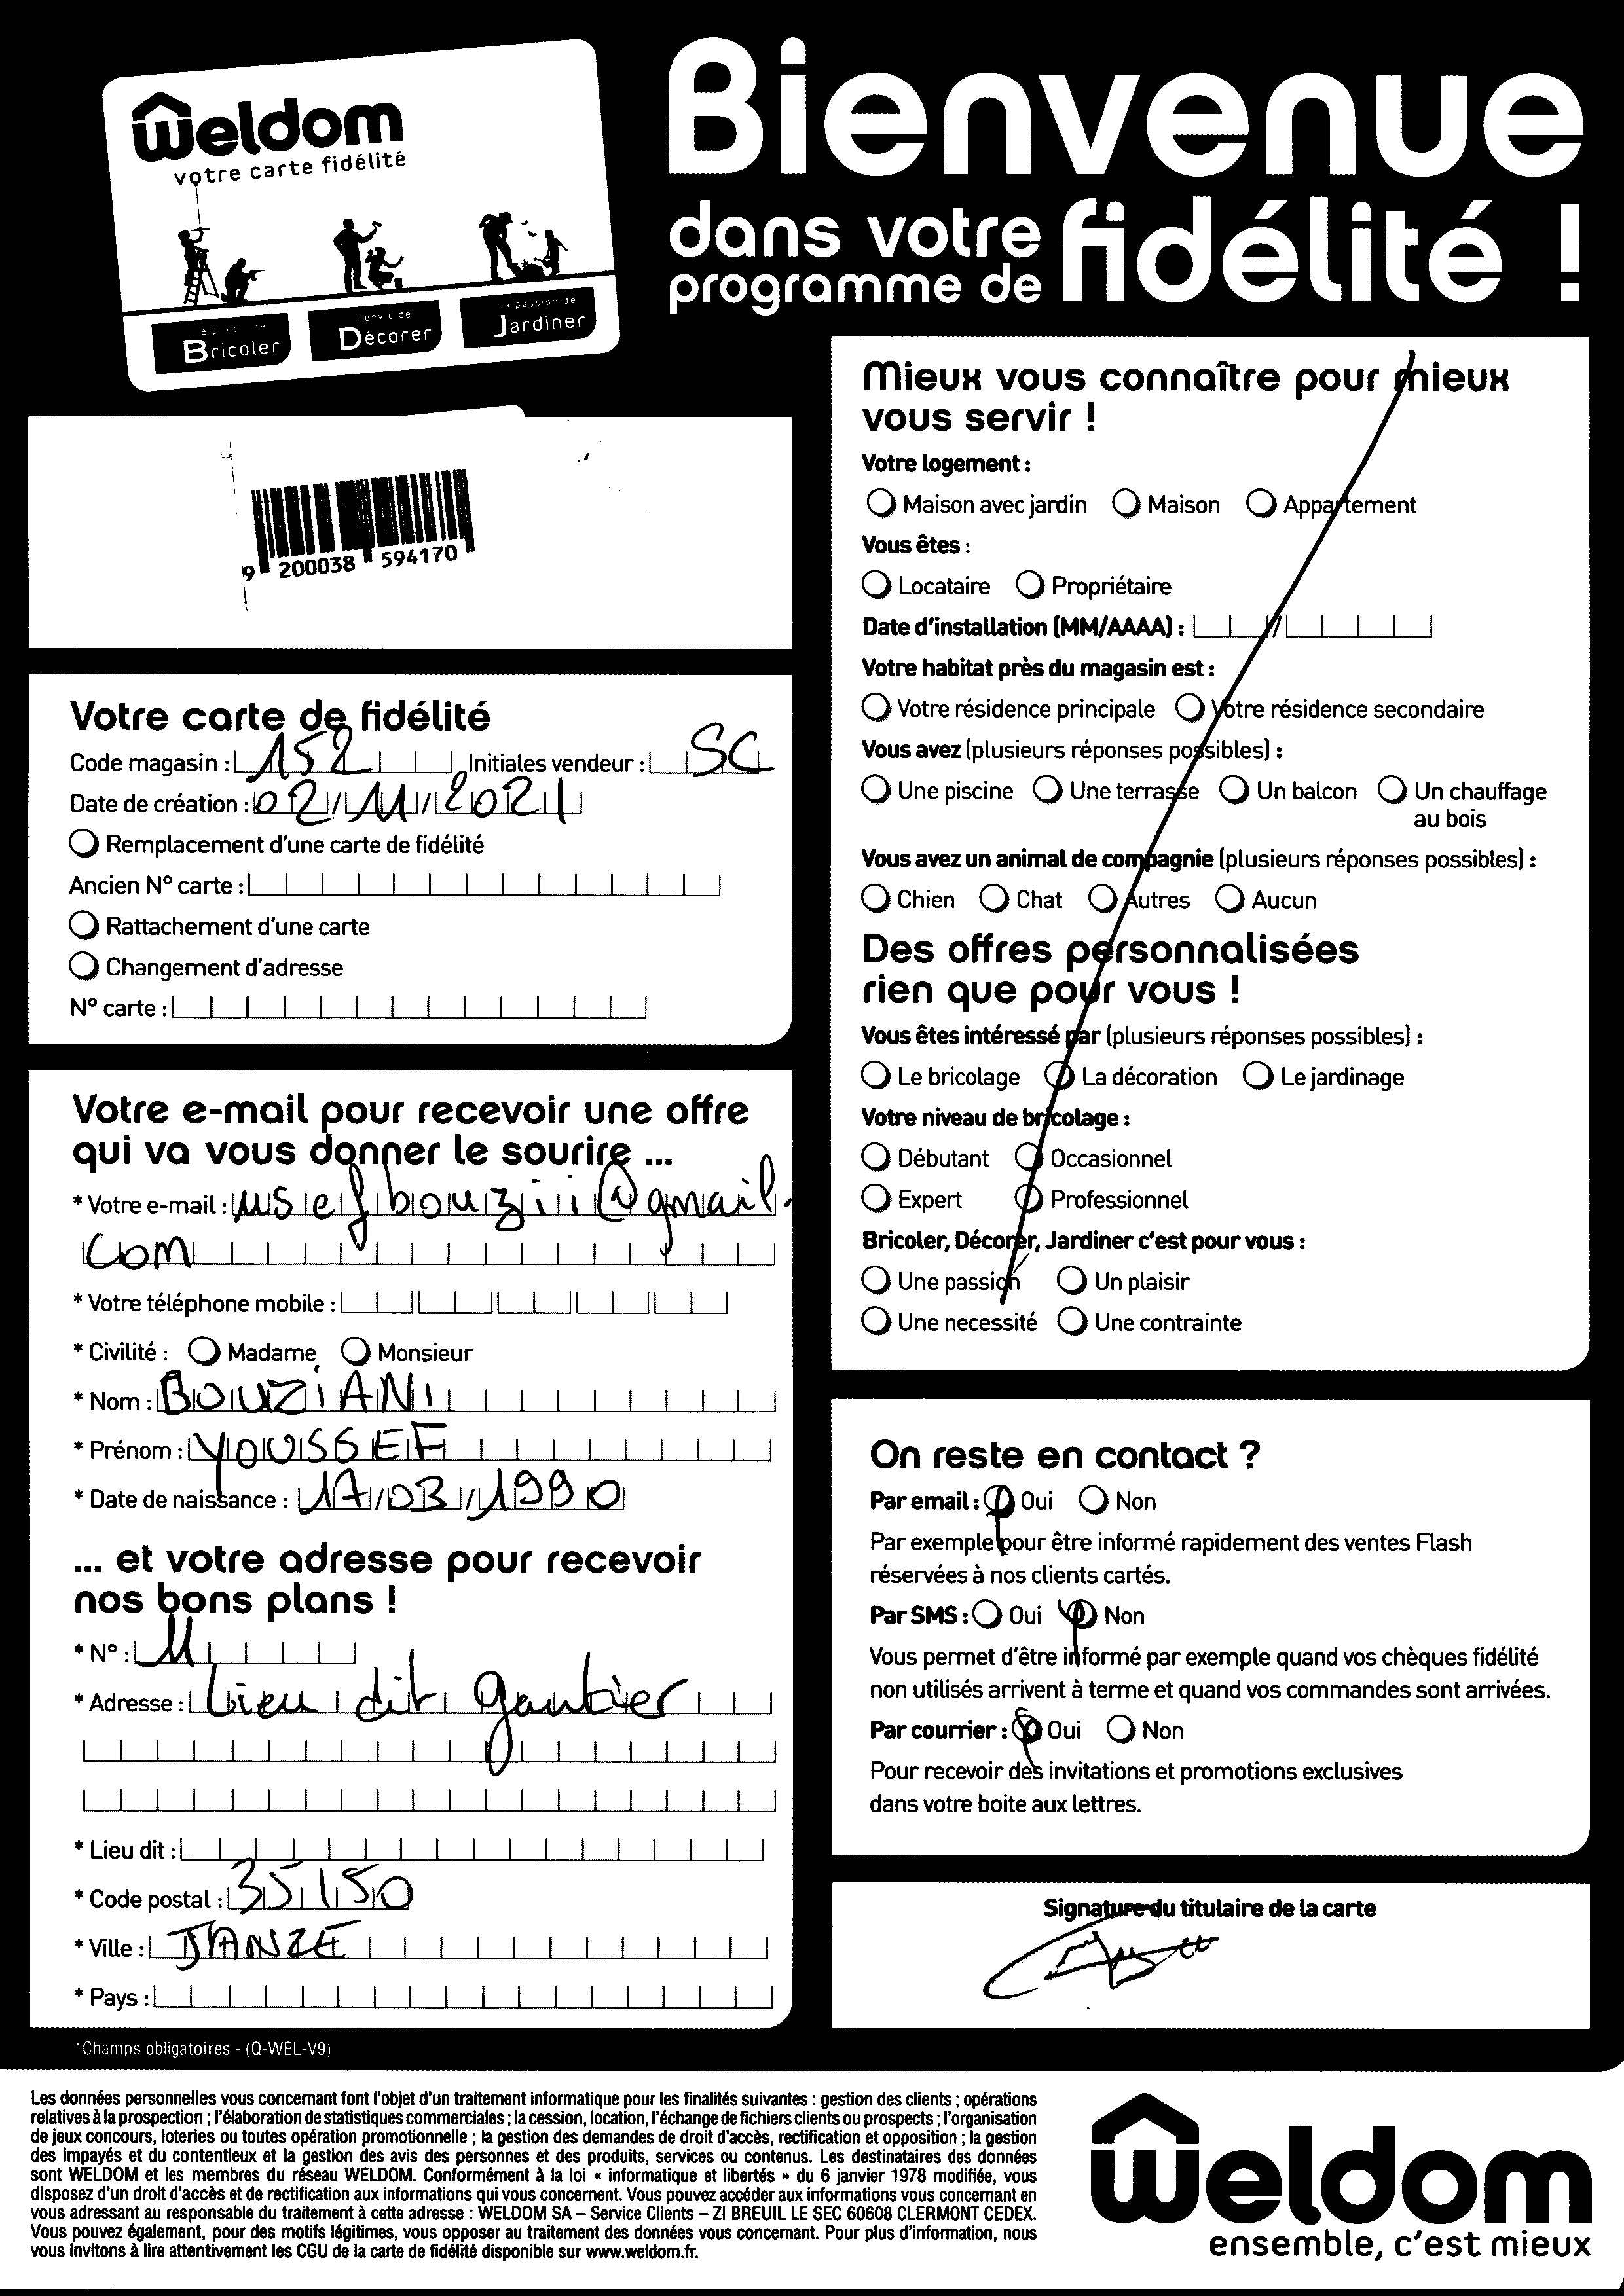 weldom
votre carte fidélité
Bricoler
Décorer
la passion de
Jardiner
Bienvenue
dans votre
programme de fidélité !
9 200038 594170
Votre carte de fidélité
Code magasin : 152 Initiales vendeur : SC
Date de création : 02/11/2021
Remplacement d'une carte de fidélité
Ancien N° carte :
Rattachement d'une carte
Changement d'adresse
N° carte :
Votre e-mail pour recevoir une offre
qui va vous donner le sourire ...
* Votre e-mail : usefbouziii@gmail.
com
* Votre téléphone mobile :
* Civilité : Madame Monsieur
* Nom : BOUZIANI
* Prénom : YOUSSEF
* Date de naissance : 17/03/1990
... et votre adresse pour recevoir
nos bons plans !
* N° : 11
* Adresse : Lieu dit gautier
* Lieu dit :
* Code postal : 35150
* Ville : JANZÉ
* Pays :
*Champs obligatoires - (Q-WEL-V9)
Mieux vous connaître pour mieux
vous servir !
Votre logement :
Maison avec jardin Maison Appartement
Vous êtes :
Locataire Propriétaire
Date d'installation (MM/AAAA) : /
Votre habitat près du magasin est :
Votre résidence principale Votre résidence secondaire
Vous avez (plusieurs réponses possibles) :
Une piscine Une terrasse Un balcon Un chauffage
au bois
Vous avez un animal de compagnie (plusieurs réponses possibles) :
Chien Chat Autres Aucun
Des offres personnalisées
rien que pour vous !
Vous êtes intéressé par (plusieurs réponses possibles) :
Le bricolage La décoration Le jardinage
Votre niveau de bricolage :
Débutant Occasionnel
Expert Professionnel
Bricoler, Décorer, Jardiner c'est pour vous :
Une passion Un plaisir
Une necessité Une contrainte
On reste en contact ?
Par email : Oui Non
Par exemple pour être informé rapidement des ventes Flash
réservées à nos clients cartés.
Par SMS : Oui Non
Vous permet d'être informé par exemple quand vos chèques fidélité
non utilisés arrivent à terme et quand vos commandes sont arrivées.
Par courrier : Oui Non
Pour recevoir des invitations et promotions exclusives
dans votre boite aux lettres.
Signature du titulaire de la carte
Les données personnelles vous concernant font l'objet d'un traitement informatique pour les finalités suivantes : gestion des clients ; opérations
relatives à la prospection ; l'élaboration de statistiques commerciales ; la cession, location, l'échange de fichiers clients ou prospects ; l'organisation
de jeux concours, loteries ou toutes opération promotionnelle ; la gestion des demandes de droit d'accès, rectification et opposition ; la gestion
des impayés et du contentieux et la gestion des avis des personnes et des produits, services ou contenus. Les destinataires des données
sont WELDOM et les membres du réseau WELDOM. Conformément à la loi « informatique et libertés » du 6 janvier 1978 modifiée, vous
disposez d'un droit d'accès et de rectification aux informations qui vous concernent. Vous pouvez accéder aux informations vous concernant en
vous adressant au responsable du traitement à cette adresse : WELDOM SA – Service Clients – ZI BREUIL LE SEC 60608 CLERMONT CEDEX.
Vous pouvez également, pour des motifs légitimes, vous opposer au traitement des données vous concernant. Pour plus d'information, nous
vous invitons à lire attentivement les CGU de la carte de fidélité disponible sur www.weldom.fr.
weldom
ensemble, c'est mieux